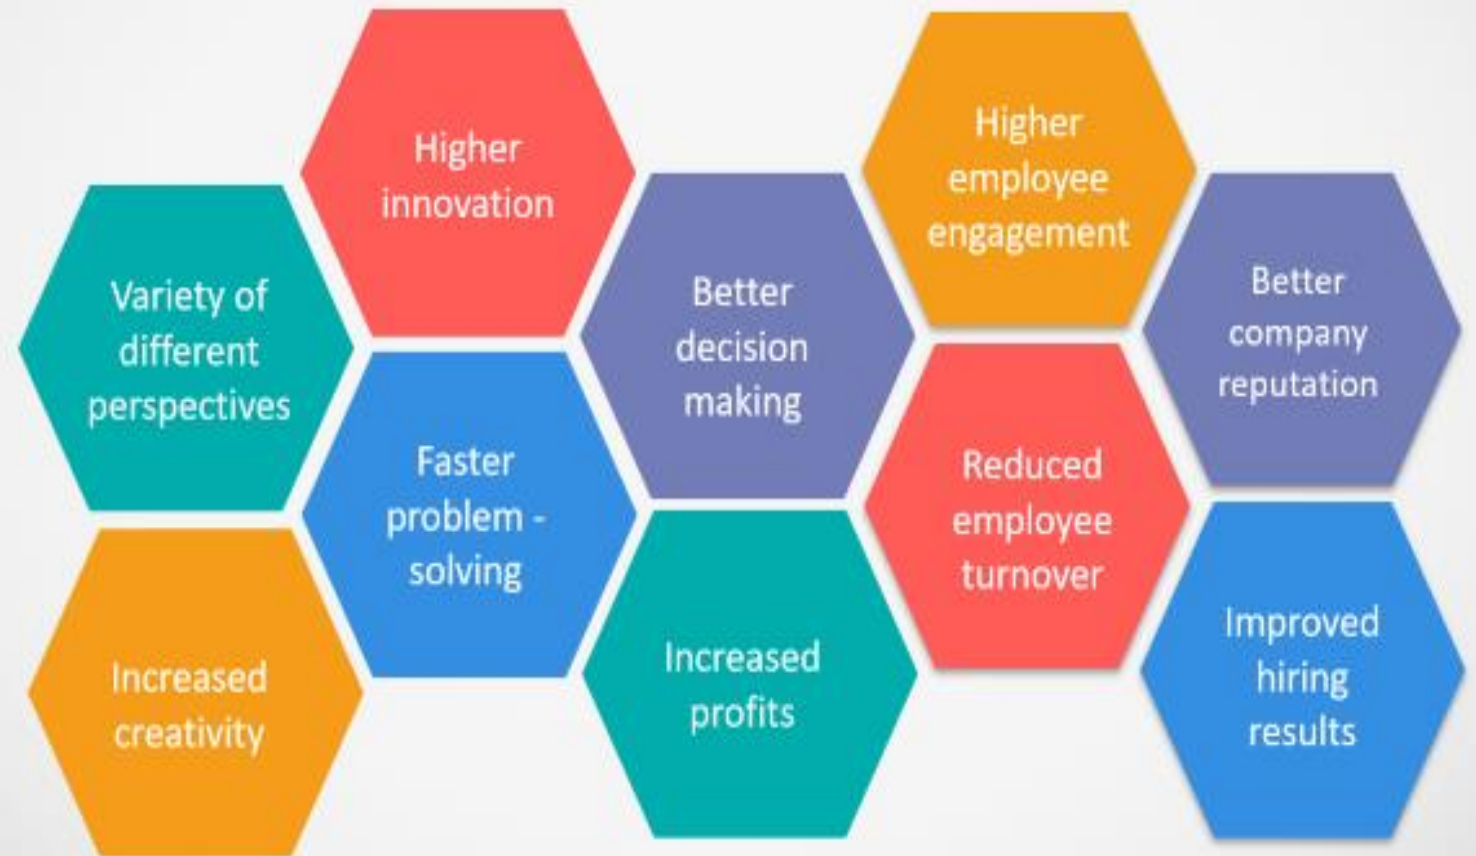 Variety of
different
perspectives
Increased
creativity
Higher
innovation
Faster
problem -
solving
Better
decision
making
Increased
profits
Higher
employee
engagement
Reduced
employee
turnover
Better
company
reputation
Improved
hiring
results